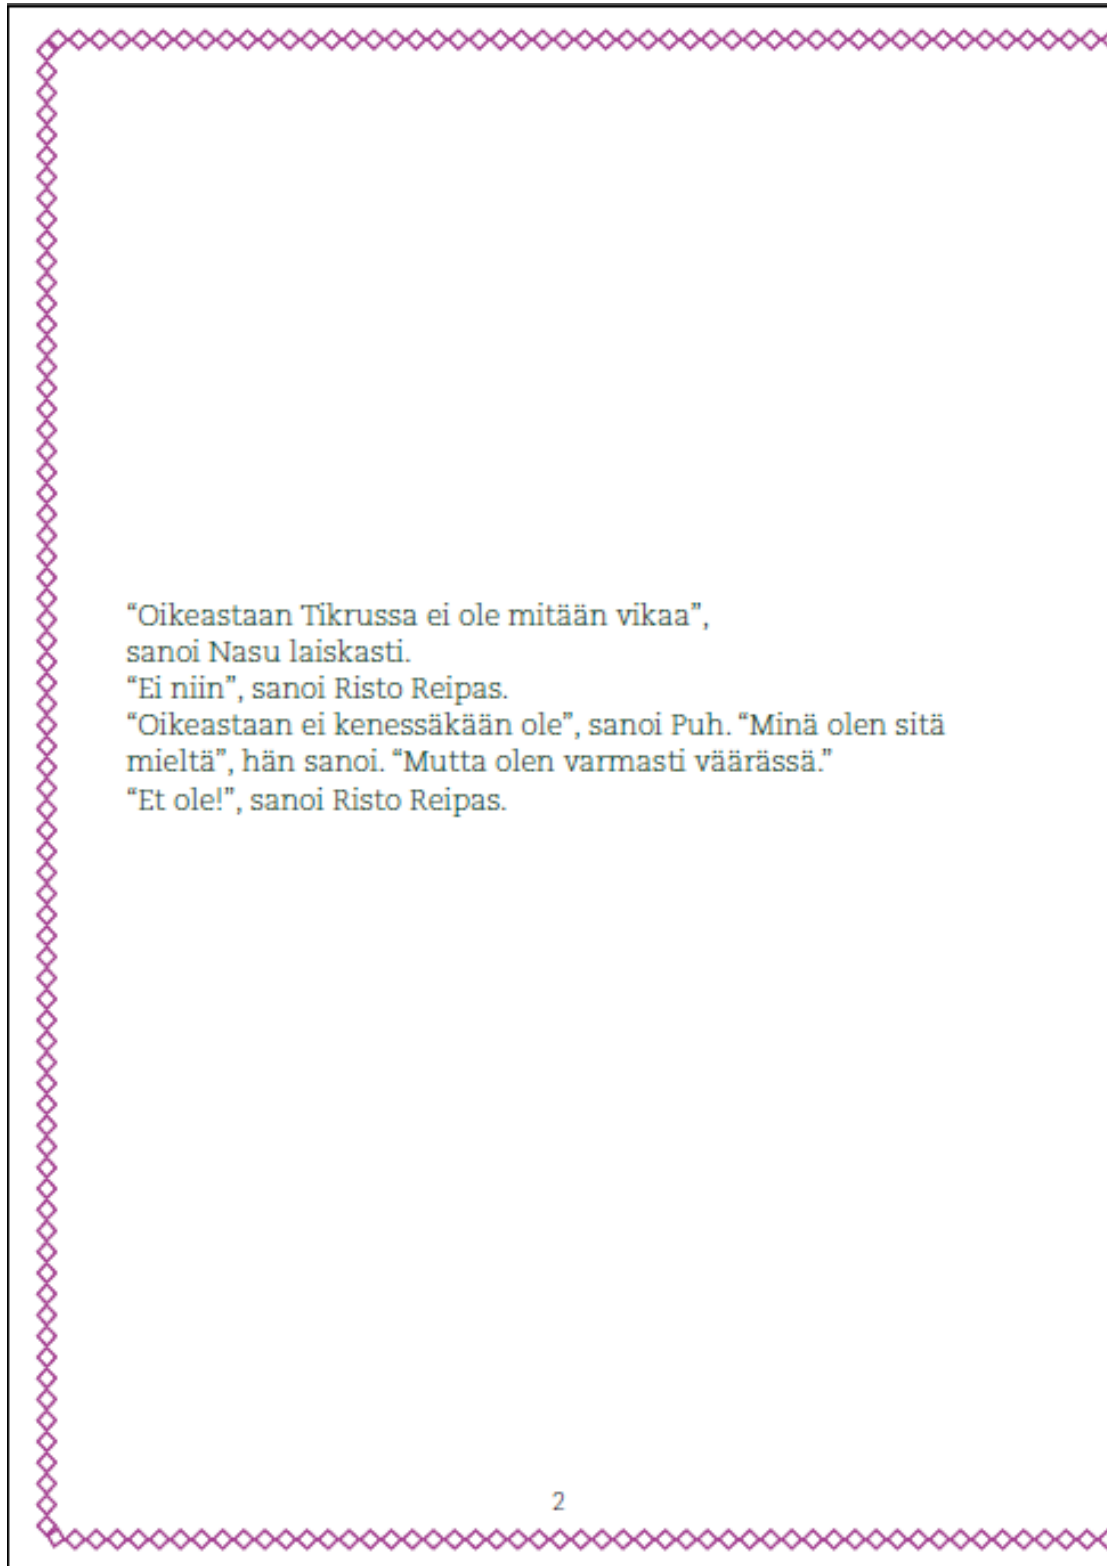 “Oikeastaan Tikrussa ei ole mitään vikaa”,
sanoi Nasu laiskasti.
“Ei niin”, sanoi Risto Reipas.
“Oikeastaan ei kenessäkään ole”, sanoi Puh. “Minä olen sitä
mieltä”, hän sanoi. “Mutta olen varmasti väärässä.”
“Et ole!”, sanoi Risto Reipas.
2